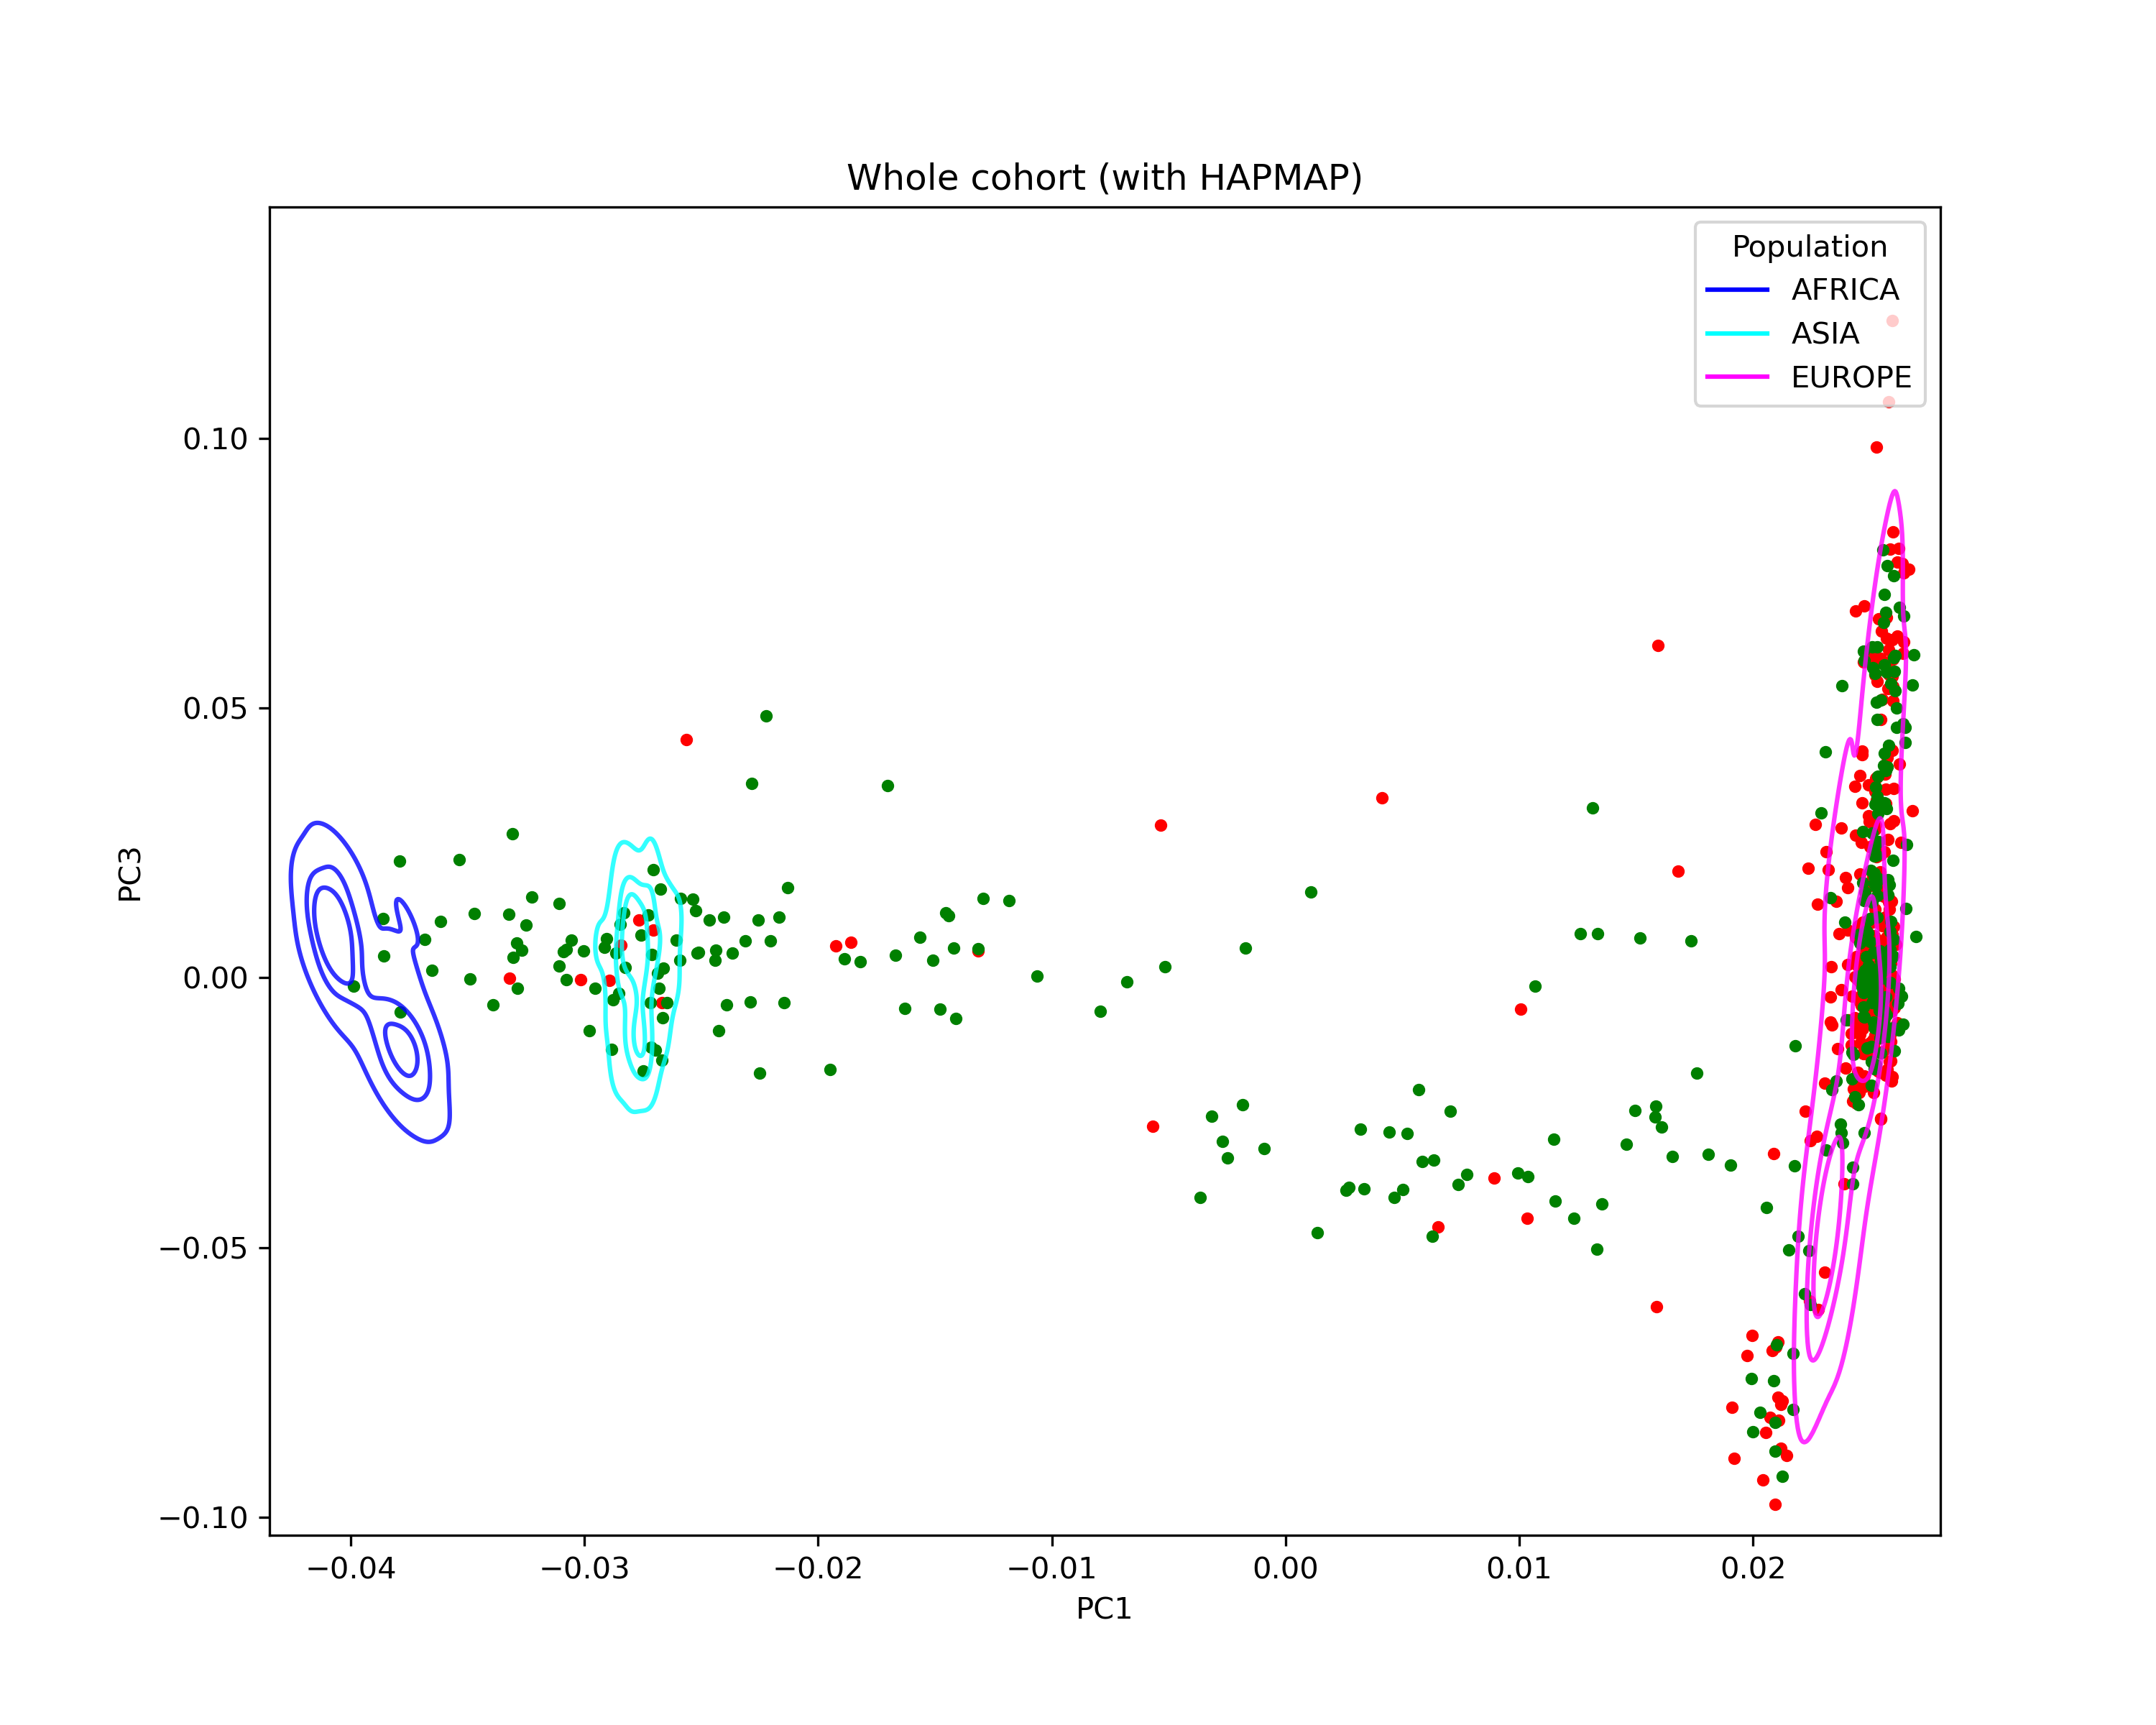 Whole cohort (with HAPMAP)
Population
AFRICA
ASIA
EUROPE
PC3
0.10
0.05
0.00
−0.05
−0.10
−0.04
−0.03
−0.02
−0.01
0.00
0.01
0.02
PC1